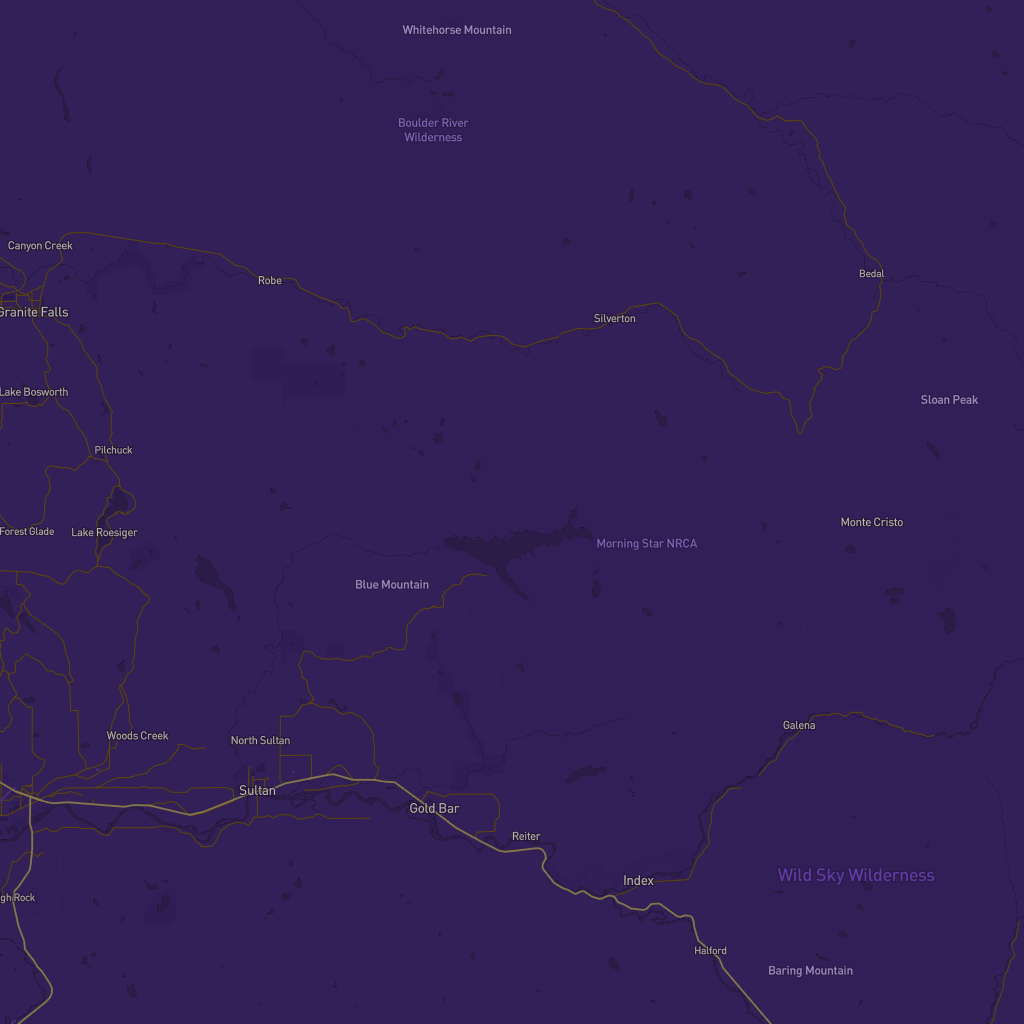 Whitehorse Mountain
Boulder River
Wilderness
Canyon Creek
Bedal
Robe
Granite Falls
Silverton
Lake Bosworth
Sloan Peak
Pilchuck
Monte Cristo
Forest Glade
Lake Roesiger
Morning Star NRCA
Blue Mountain
Galena
Woods Creek
North Sultan
Sultan
Gold Bar
Reiter
Wild Sky Wilderness
Index
gh Rock
Halford
Baring Mountain